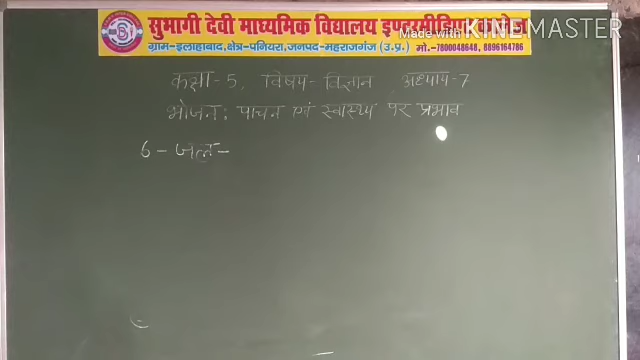 सुभागी देवी माध्यमिक विद्यालय इण्टरमीडिएट कालेज
Made with KINEMASTER
ग्राम-इलाहाबाद,क्षेत्र-पनियरा,जनपद-महराजगंज (उ.प्र.) मो.-7800048648, 8896164786
कक्षा-5, विषय-विज्ञान, अध्याय-7
भोजन: पाचन एवं स्वास्थ्य पर प्रभाव
6-जल-